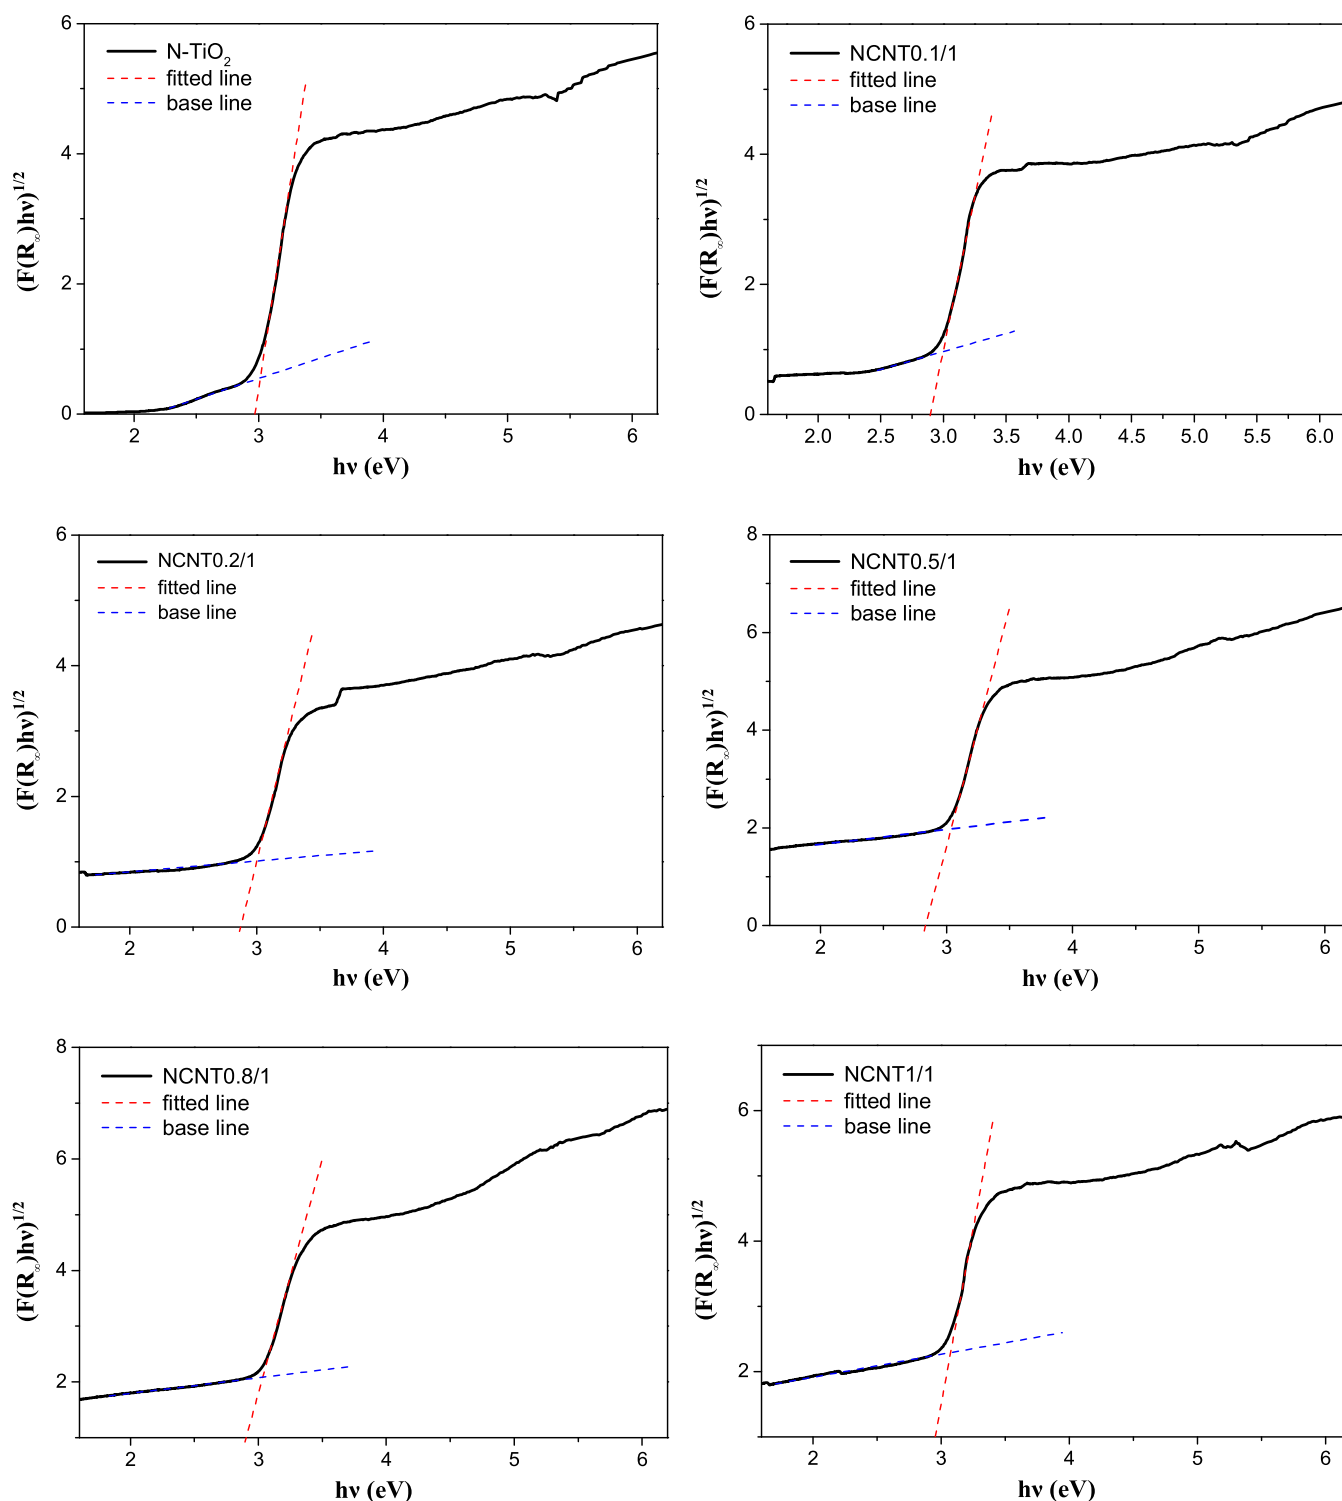 N-TiO₂
fitted line
base line
6
4
2
0
2
3
4
5
6
(F(R∞)hν)^1/2
hν (eV)
NCNT0.1/1
fitted line
base line
6
4
2
0
2.0
2.5
3.0
3.5
4.0
4.5
5.0
5.5
6.0
(F(R∞)hν)^1/2
hν (eV)
NCNT0.2/1
fitted line
base line
6
4
2
0
2
3
4
5
6
(F(R∞)hν)^1/2
hν (eV)
NCNT0.5/1
fitted line
base line
8
6
4
2
0
2
3
4
5
6
(F(R∞)hν)^1/2
hν (eV)
NCNT0.8/1
fitted line
base line
8
6
4
2
2
3
4
5
6
(F(R∞)hν)^1/2
hν (eV)
NCNT1/1
fitted line
base line
6
4
2
2
3
4
5
6
(F(R∞)hν)^1/2
hν (eV)